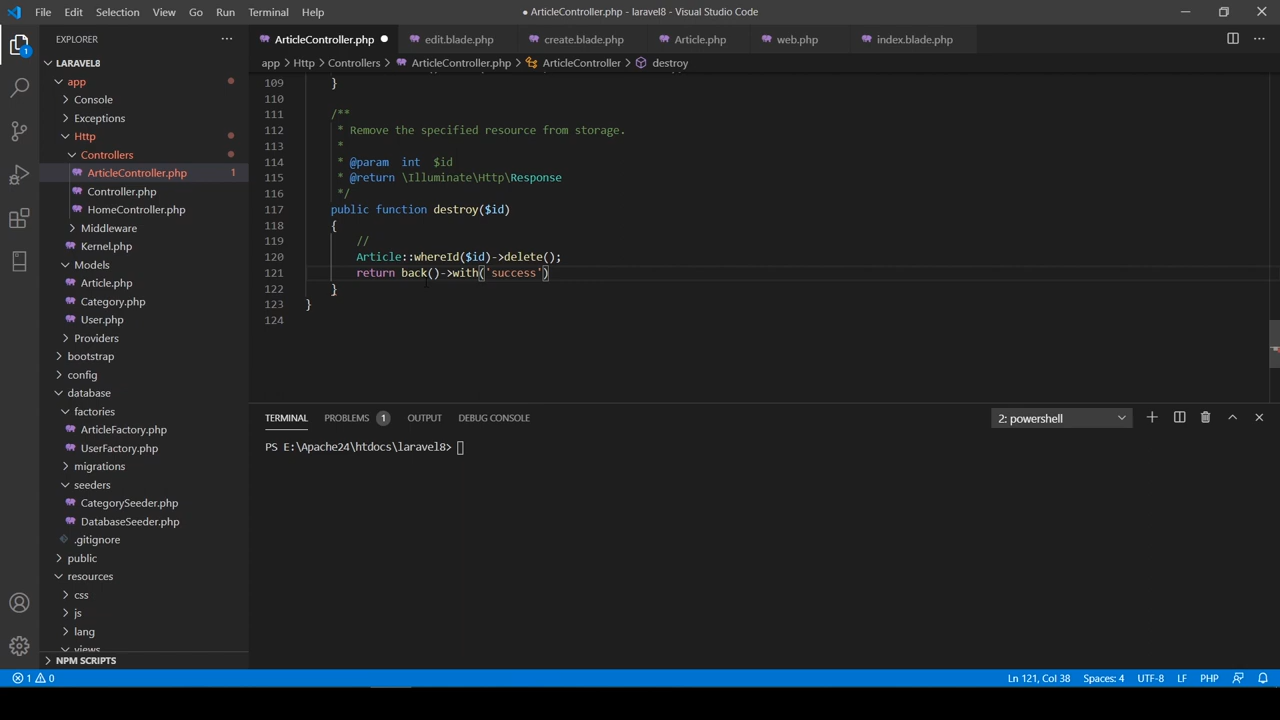 File Edit Selection View Go Run Terminal Help
● ArticleController.php - laravel8 - Visual Studio Code
EXPLORER
ArticleController.php edit.blade.php create.blade.php Article.php web.php index.blade.php
app > Http > Controllers > ArticleController.php > ArticleController > destroy
LARAVEL8
app
Console
Exceptions
Http
Controllers
ArticleController.php 1
Controller.php
HomeController.php
Middleware
Kernel.php
Models
Article.php
Category.php
User.php
Providers
bootstrap
config
database
factories
ArticleFactory.php
UserFactory.php
migrations
seeders
CategorySeeder.php
DatabaseSeeder.php
.gitignore
public
resources
css
js
lang
views
NPM SCRIPTS
1
109 }
110
111 /**
112 * Remove the specified resource from storage.
113 *
114 * @param int $id
115 * @return \Illuminate\Http\Response
116 */
117 public function destroy($id)
118 {
119 //
120 Article::whereId($id)->delete();
121 return back()->with('success')
122 }
123 }
124
TERMINAL PROBLEMS 1 OUTPUT DEBUG CONSOLE
2: powershell
PS E:\Apache24\htdocs\laravel8>
1 0
Ln 121, Col 38 Spaces: 4 UTF-8 LF PHP